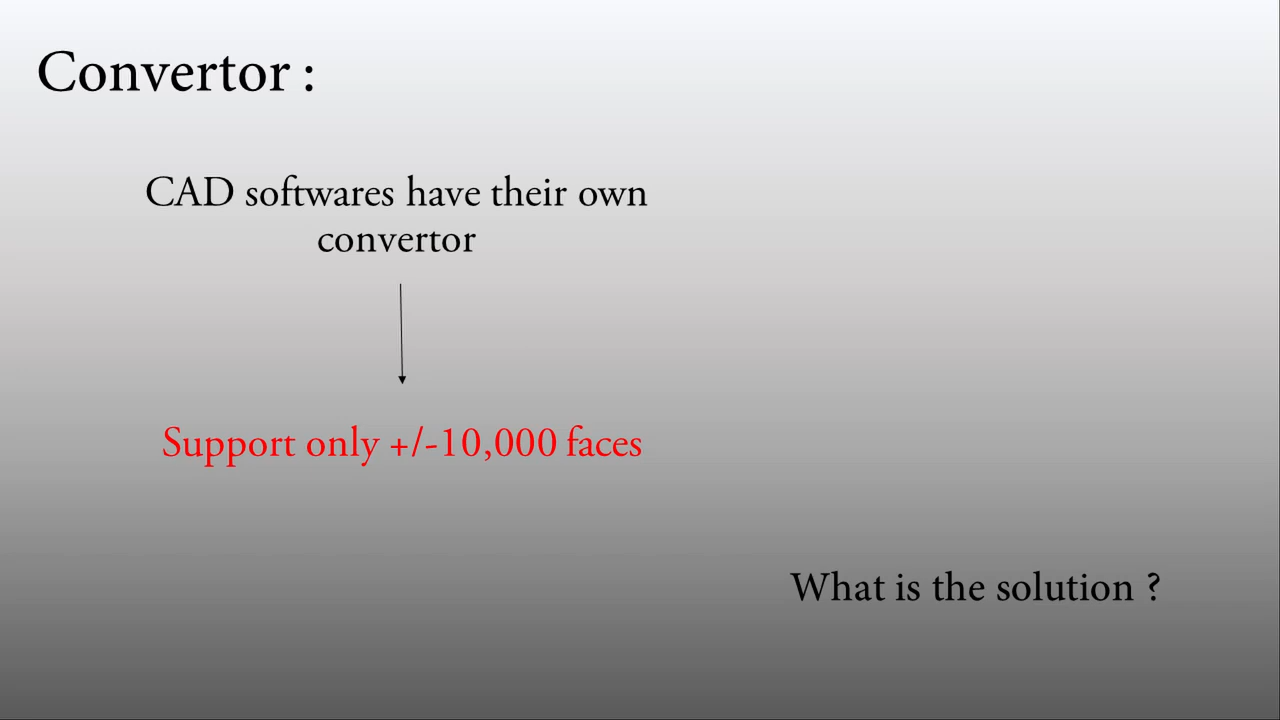 Convertor :
CAD softwares have their own
convertor
Support only +/-10,000 faces
What is the solution ?